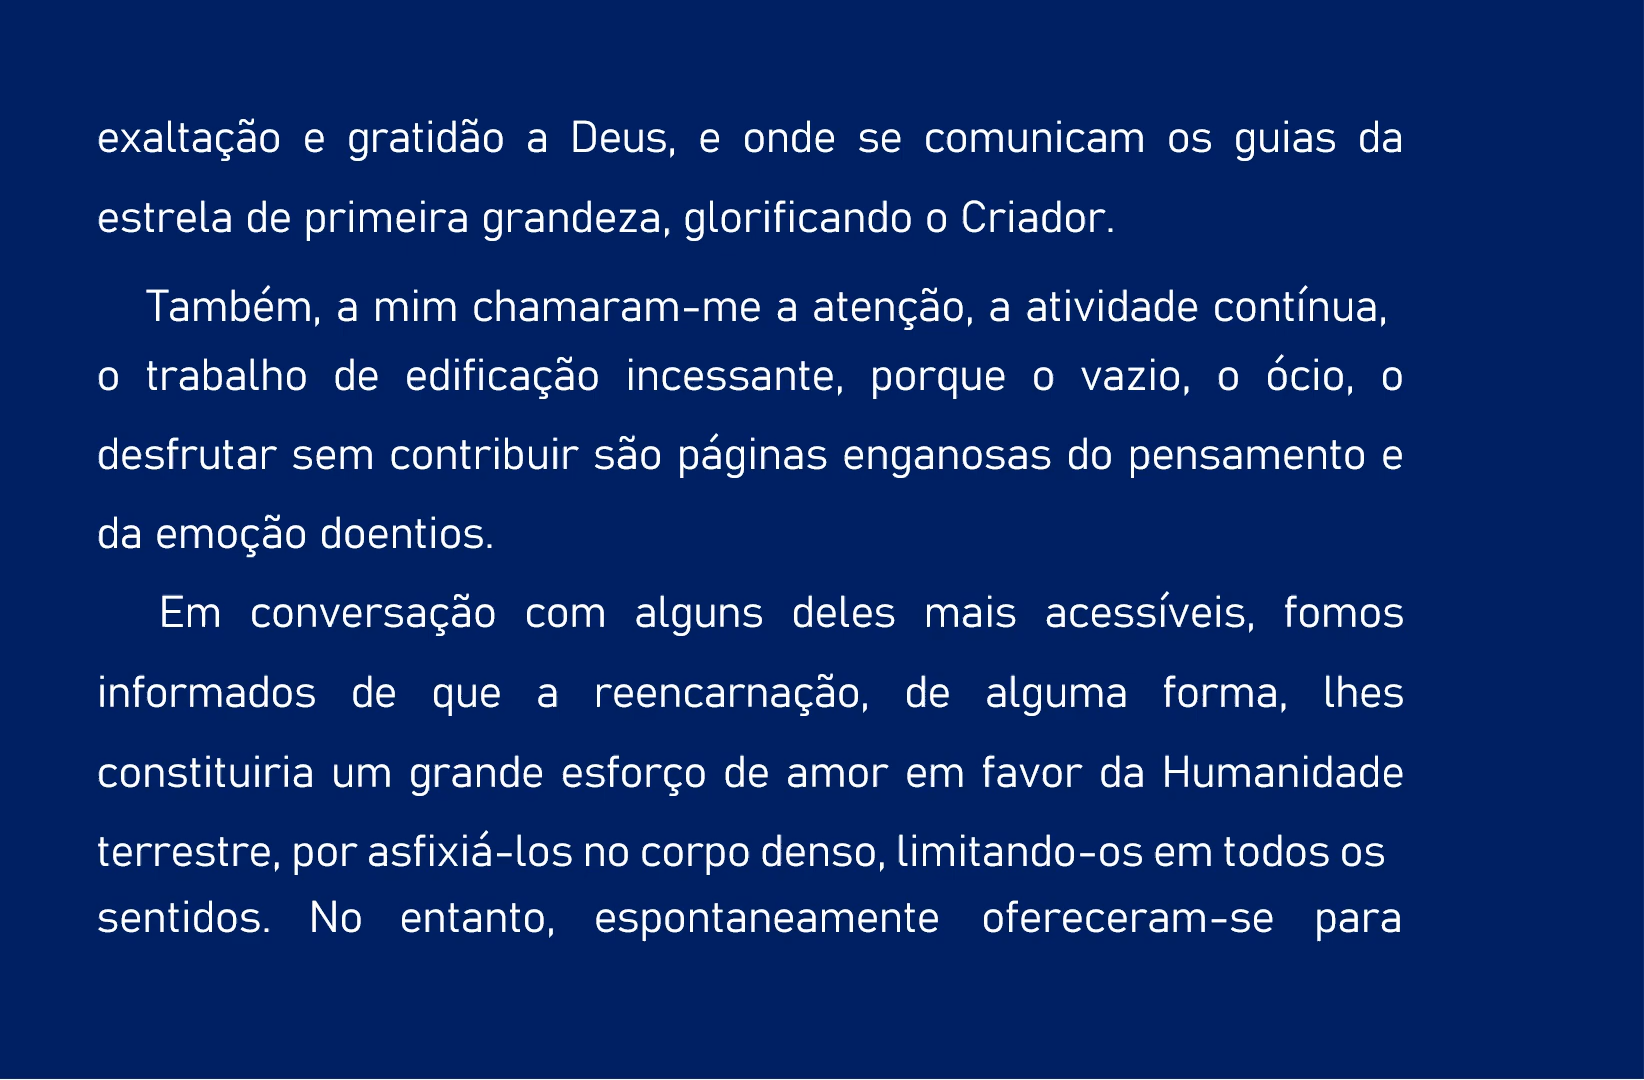 exaltação e gratidão a Deus, e onde se comunicam os guias da
estrela de primeira grandeza, glorificando o Criador.
Também, a mim chamaram-me a atenção, a atividade contínua,
o trabalho de edificação incessante, porque o vazio, o ócio, o
desfrutar sem contribuir são páginas enganosas do pensamento e
da emoção doentios.
Em conversação com alguns deles mais acessíveis, fomos
informados de que a reencarnação, de alguma forma, lhes
constituiria um grande esforço de amor em favor da Humanidade
terrestre, por asfixiá-los no corpo denso, limitando-os em todos os
sentidos. No entanto, espontaneamente ofereceram-se para